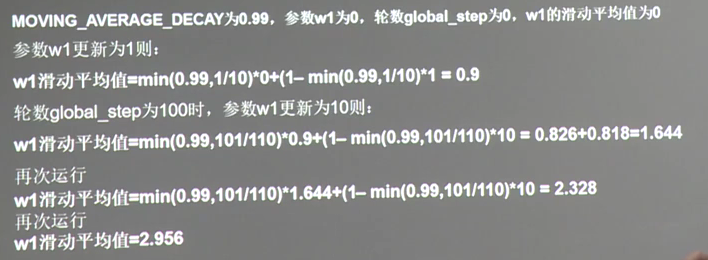 MOVING_AVERAGE_DECAY为0.99，参数w1为0，轮数global_step为0，w1的滑动平均值为0
参数w1更新为1则：
w1滑动平均值=min(0.99,1/10)*0+(1– min(0.99,1/10)*1 = 0.9
轮数global_step为100时，参数w1更新为10则：
w1滑动平均值=min(0.99,101/110)*0.9+(1– min(0.99,101/110)*10 = 0.826+0.818=1.644
再次运行
w1滑动平均值=min(0.99,101/110)*1.644+(1– min(0.99,101/110)*10 = 2.328
再次运行
w1滑动平均值=2.956